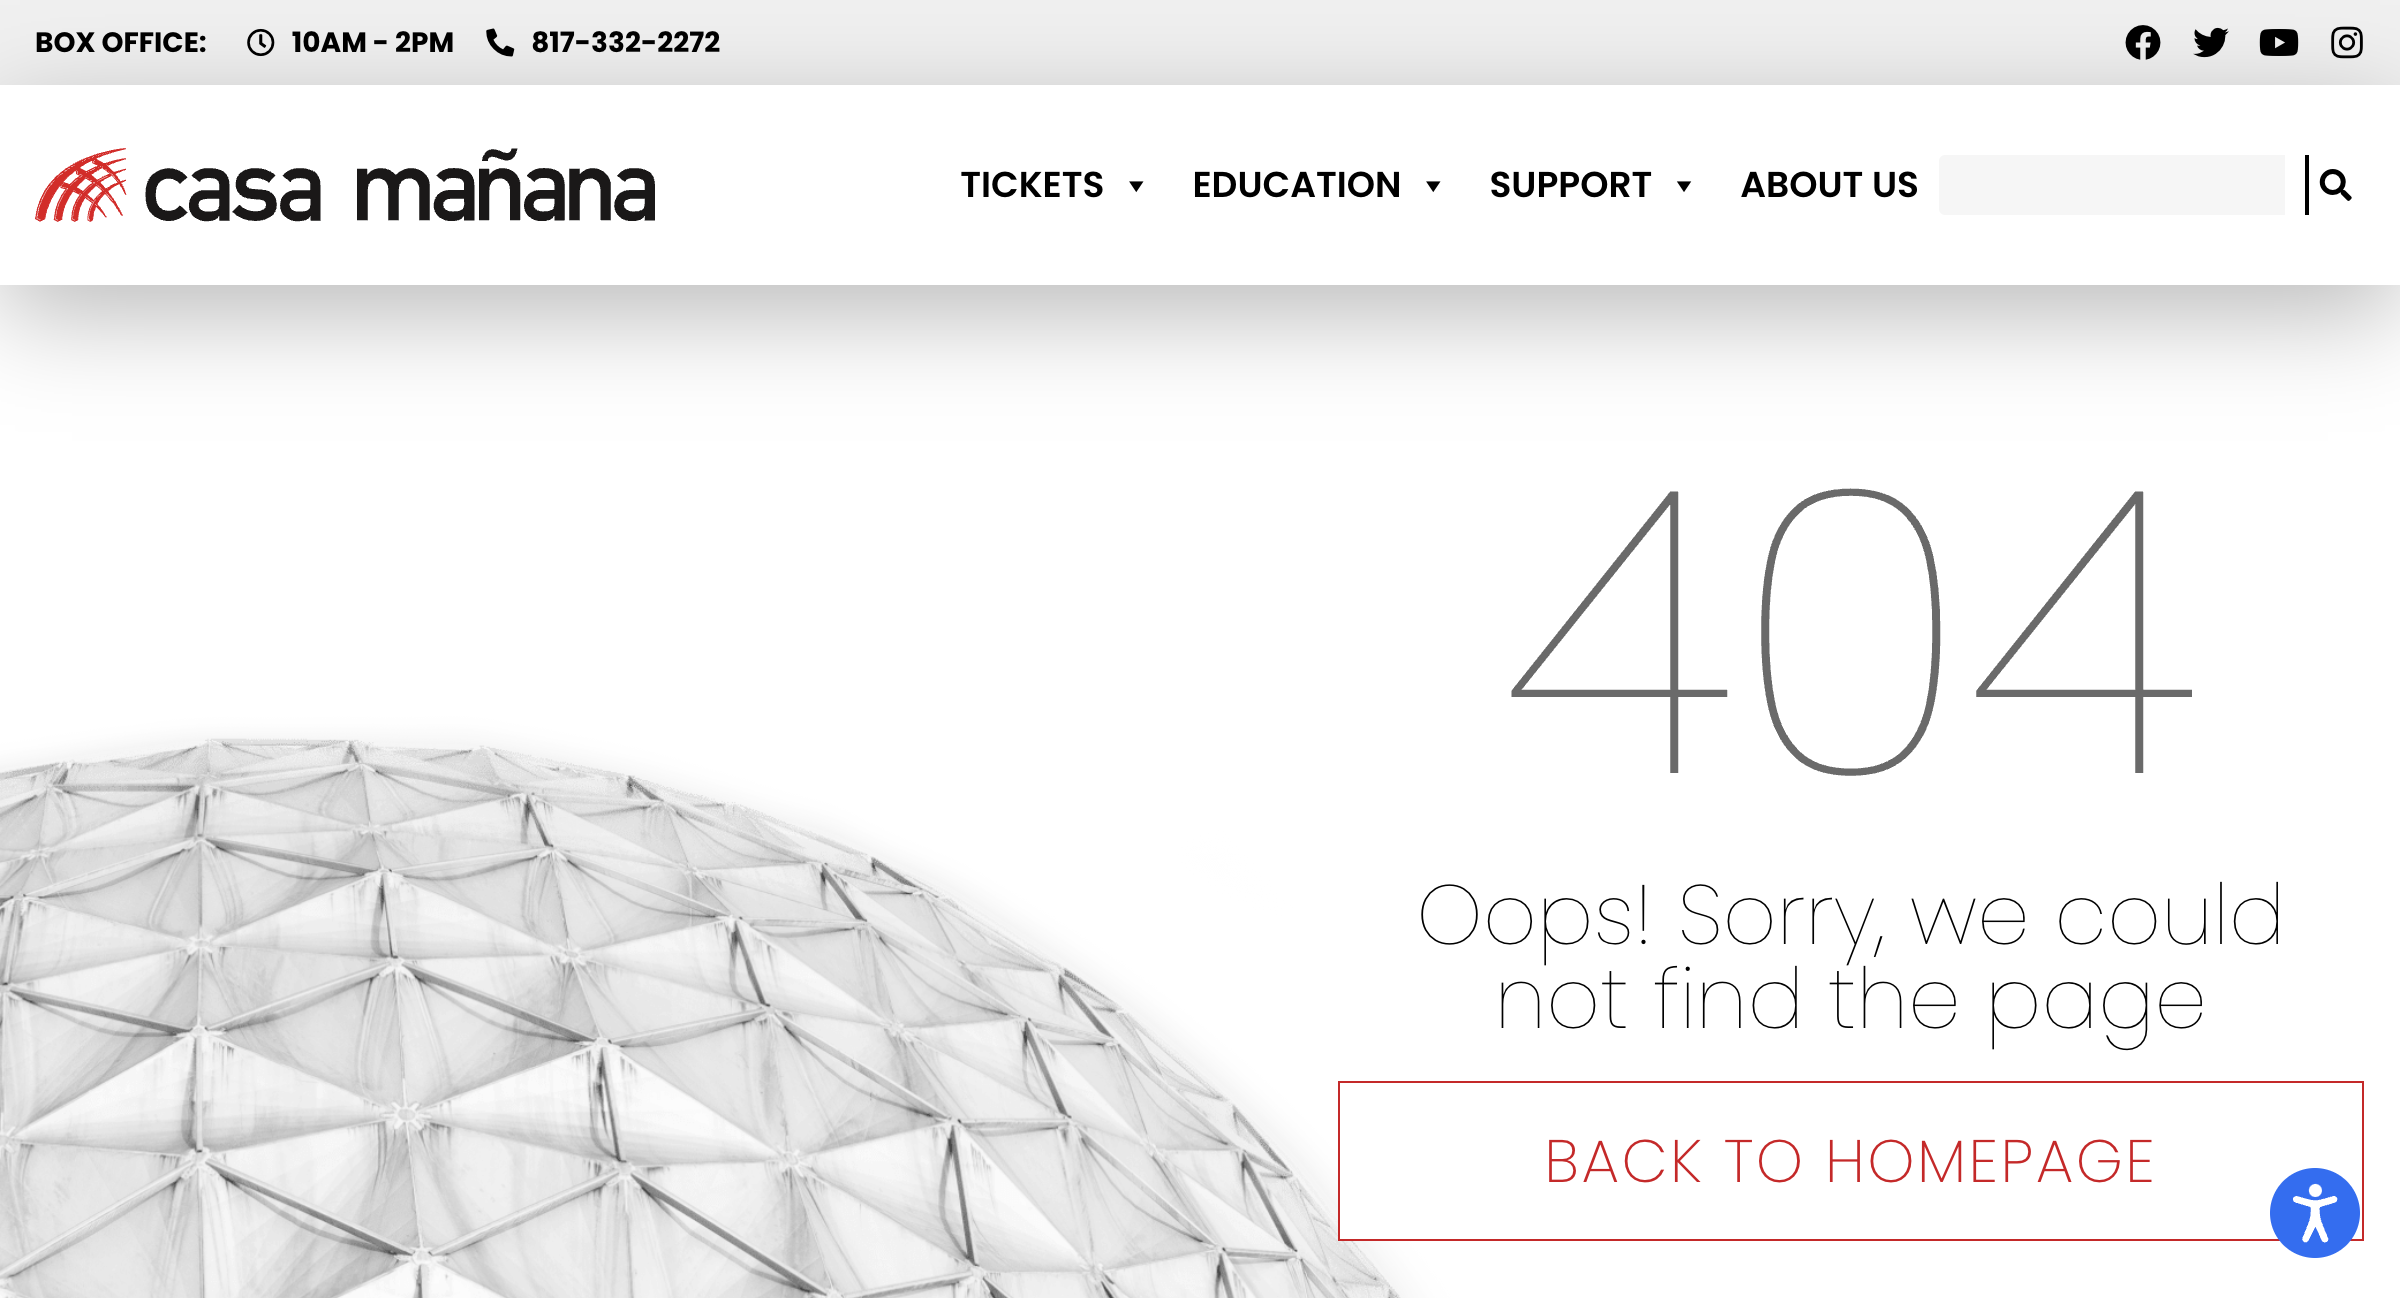 BOX OFFICE: 10AM - 2PM 817-332-2272
casa mañana
TICKETS EDUCATION SUPPORT ABOUT US
404
Oops! Sorry, we could
not find the page
BACK TO HOMEPAGE